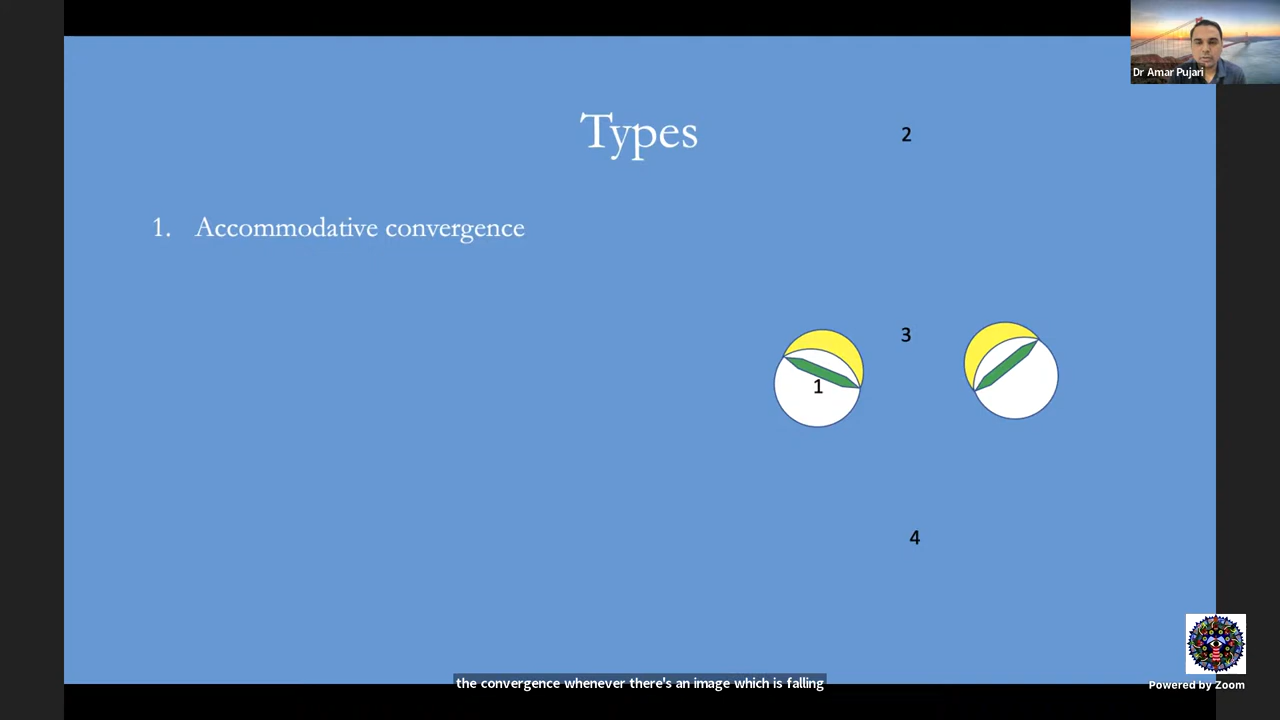 Dr Amar Pujari
Types
2
1. Accommodative convergence
3
1
4
the convergence whenever there's an image which is falling
Powered by Zoom